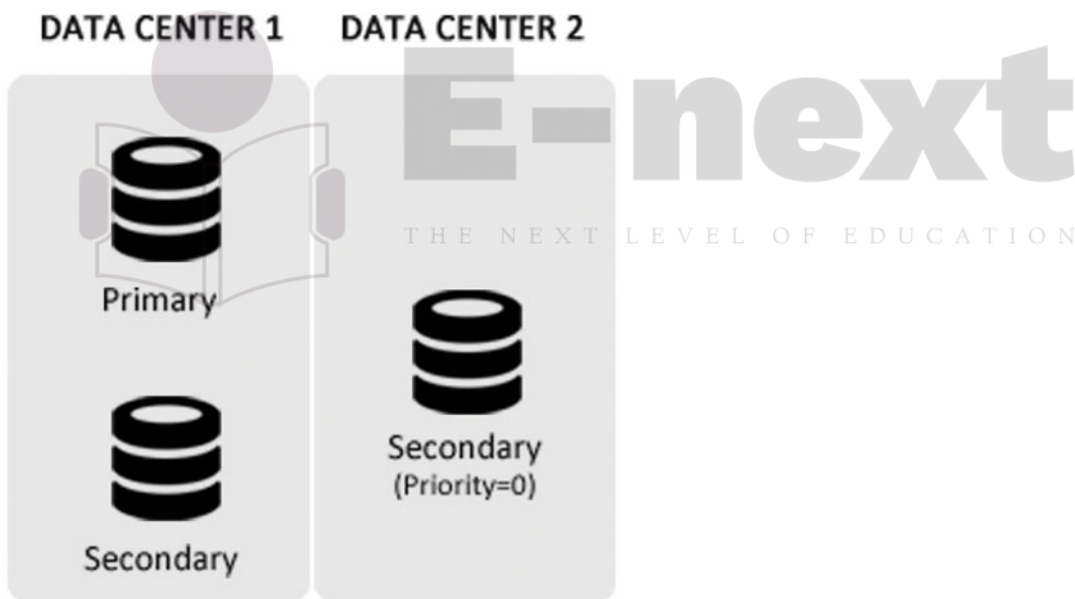 DATA CENTER 1
DATA CENTER 2
E-next
THE NEXT LEVEL OF EDUCATION
Primary
Secondary
Secondary
(Priority=0)